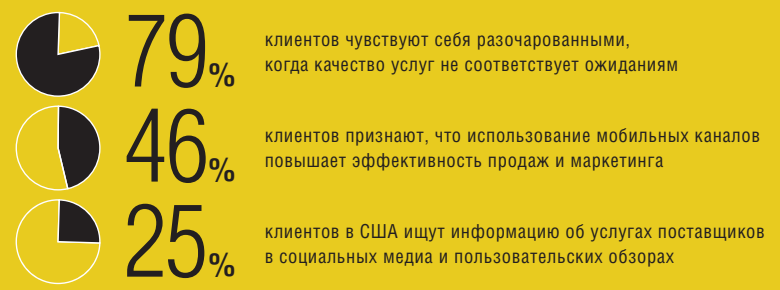 79%
клиентов чувствуют себя разочарованными,
когда качество услуг не соответствует ожиданиям
46%
клиентов признают, что использование мобильных каналов
повышает эффективность продаж и маркетинга
25%
клиентов в США ищут информацию об услугах поставщиков
в социальных медиа и пользовательских обзорах